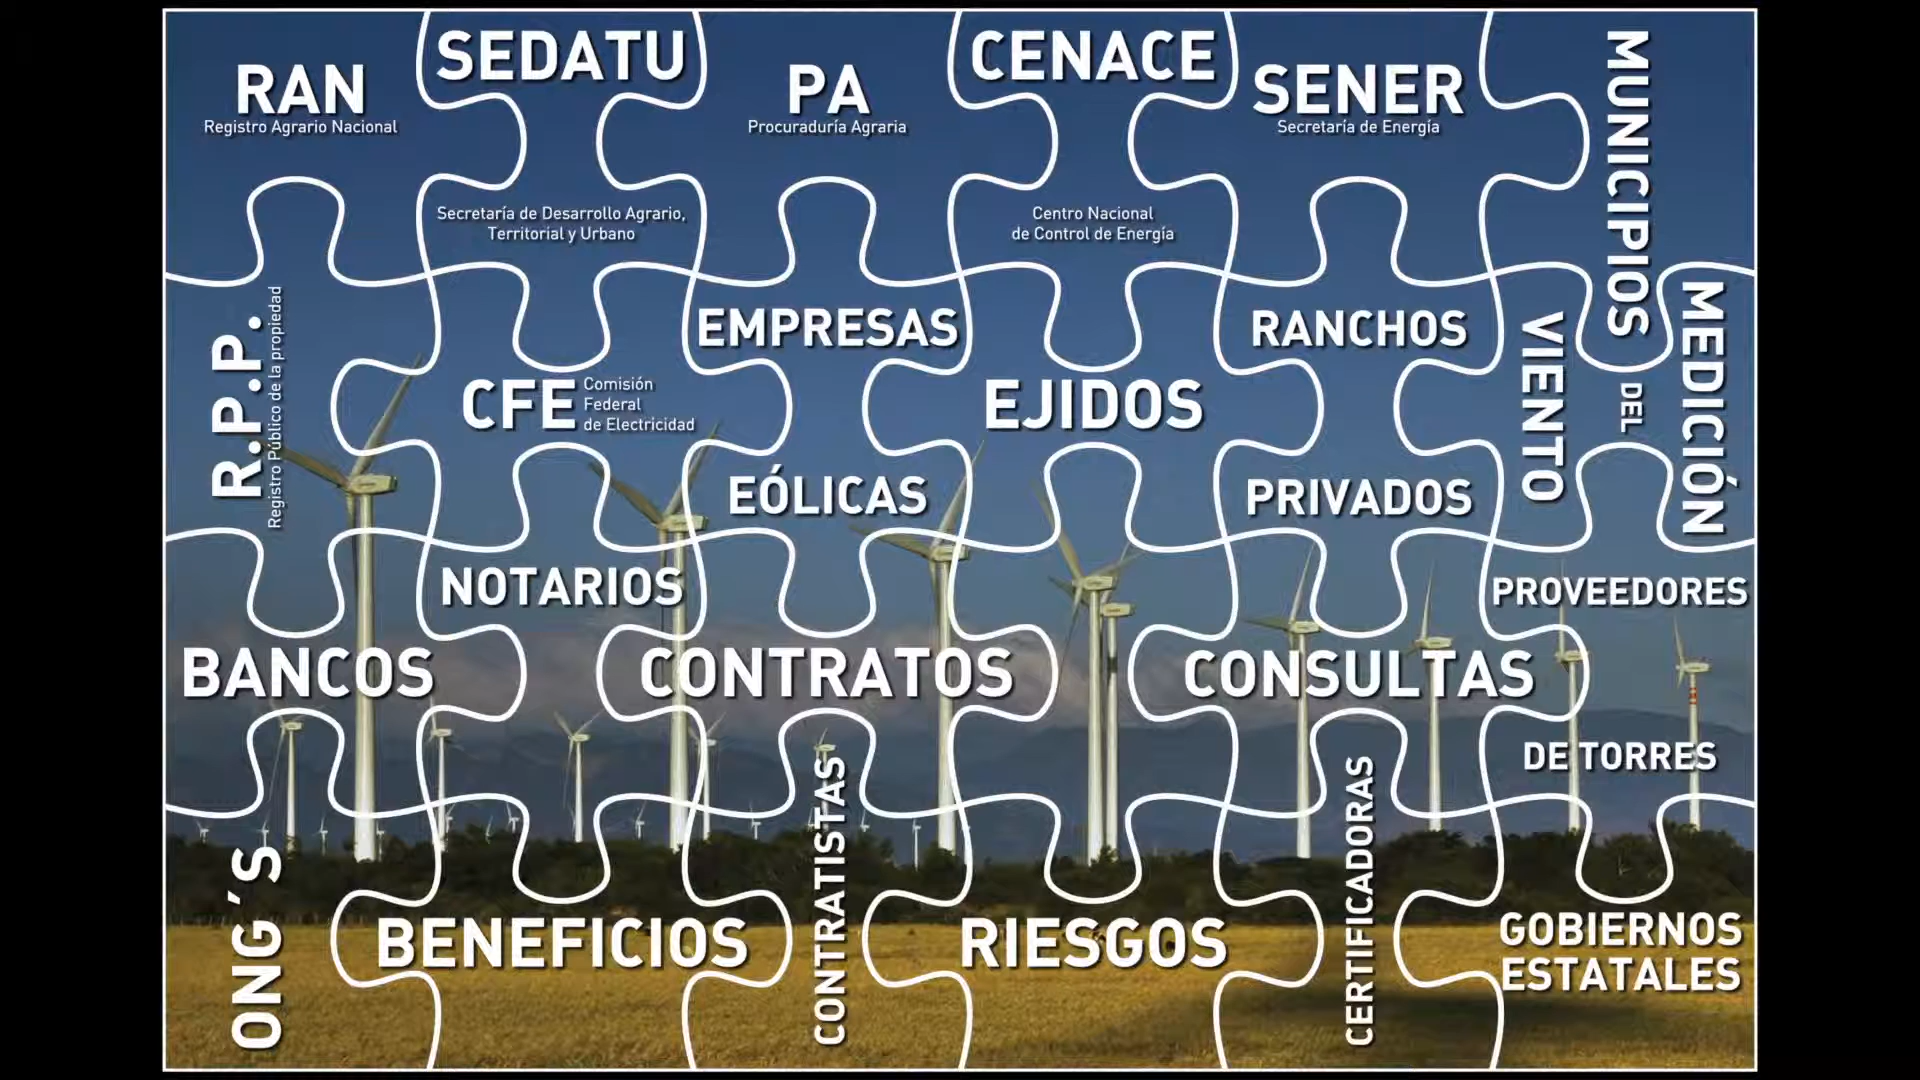 RAN
Registro Agrario Nacional
SEDATU
Secretaría de Desarrollo Agrario,
Territorial y Urbano
PA
Procuraduría Agraria
CENACE
Centro Nacional
de Control de Energía
SENER
Secretaría de Energía
MUNICIPIOS
R.P.P.
Registro Público de la propiedad
CFE
Comisión
Federal
de Electricidad
EMPRESAS
EÓLICAS
EJIDOS
RANCHOS
PRIVADOS
MEDICIÓN
DEL
VIENTO
BANCOS
NOTARIOS
CONTRATOS
CONSULTAS
PROVEEDORES
DE TORRES
ONG´S
BENEFICIOS
CONTRATISTAS
RIESGOS
CERTIFICADORAS
GOBIERNOS
ESTATALES